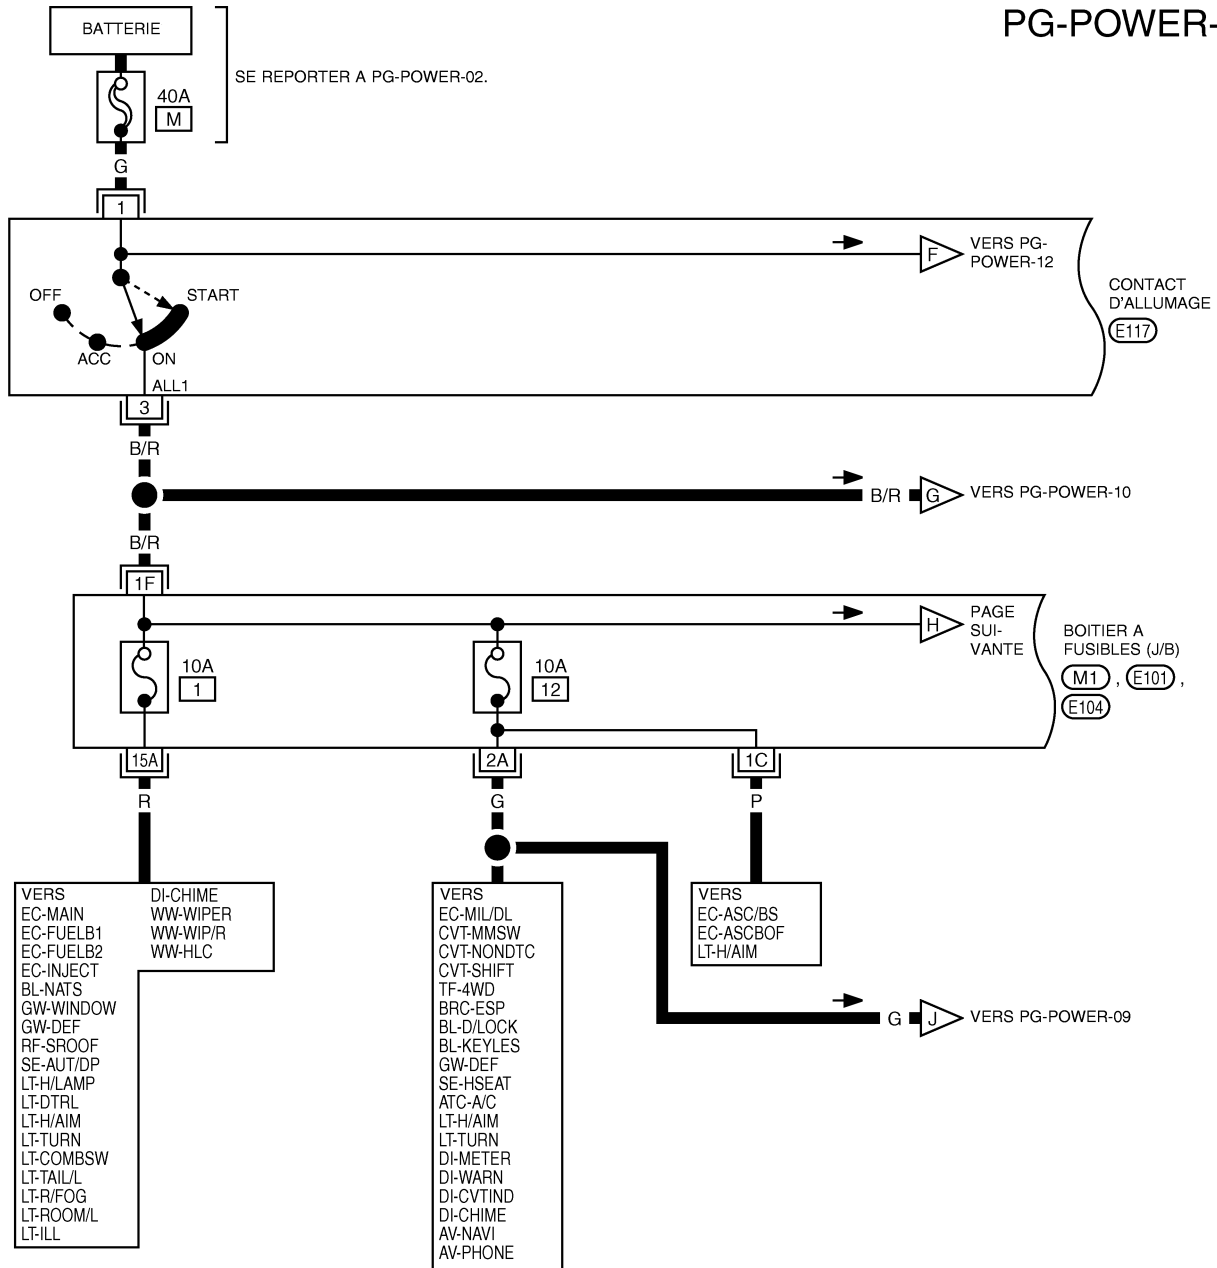 PG-POWER-
BATTERIE
SE REPORTER A PG-POWER-02.
40A
M
G
1
F
VERS PG-
POWER-12
OFF
START
ACC
ON
ALL1
CONTACT
D'ALLUMAGE
E117
3
B/R
B/R
G
VERS PG-POWER-10
B/R
1F
H
PAGE
SUI-
VANTE
BOITIER A
FUSIBLES (J/B)
M1 , E101 ,
E104
10A
1
10A
12
15A
2A
1C
R
G
P
VERS
EC-MAIN
EC-FUELB1
EC-FUELB2
EC-INJECT
BL-NATS
GW-WINDOW
GW-DEF
RF-SROOF
SE-AUT/DP
LT-H/LAMP
LT-DTRL
LT-H/AIM
LT-TURN
LT-COMBSW
LT-TAIL/L
LT-R/FOG
LT-ROOM/L
LT-ILL
DI-CHIME
WW-WIPER
WW-WIP/R
WW-HLC
VERS
EC-MIL/DL
CVT-MMSW
CVT-NONDTC
CVT-SHIFT
TF-4WD
BRC-ESP
BL-D/LOCK
BL-KEYLES
GW-DEF
SE-HSEAT
ATC-A/C
LT-H/AIM
LT-TURN
DI-METER
DI-WARN
DI-CVTIND
DI-CHIME
AV-NAVI
AV-PHONE
VERS
EC-ASC/BS
EC-ASCBOF
LT-H/AIM
G
J
VERS PG-POWER-09